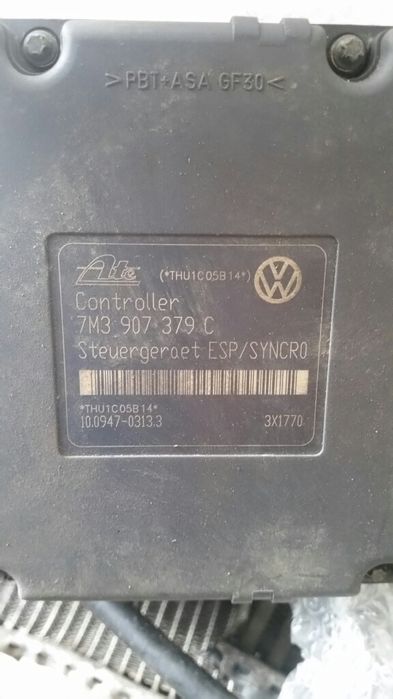 >PBT+ASA GF30<
Ate (*THU1C05B14*)
Controller
7M3 907 379 C
Steuergeraet ESP/SYNCRO
*THU1C05B14*
10.0947-0313.3 3X1770